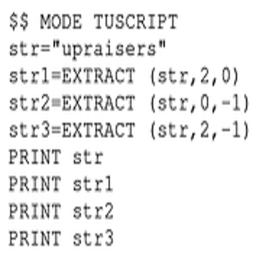 $$ MODE TUSCRIPT
str="upraisers"
str1=EXTRACT (str,2,0)
str2=EXTRACT (str,0,-1)
str3=EXTRACT (str,2,-1)
PRINT str
PRINT str1
PRINT str2
PRINT str3